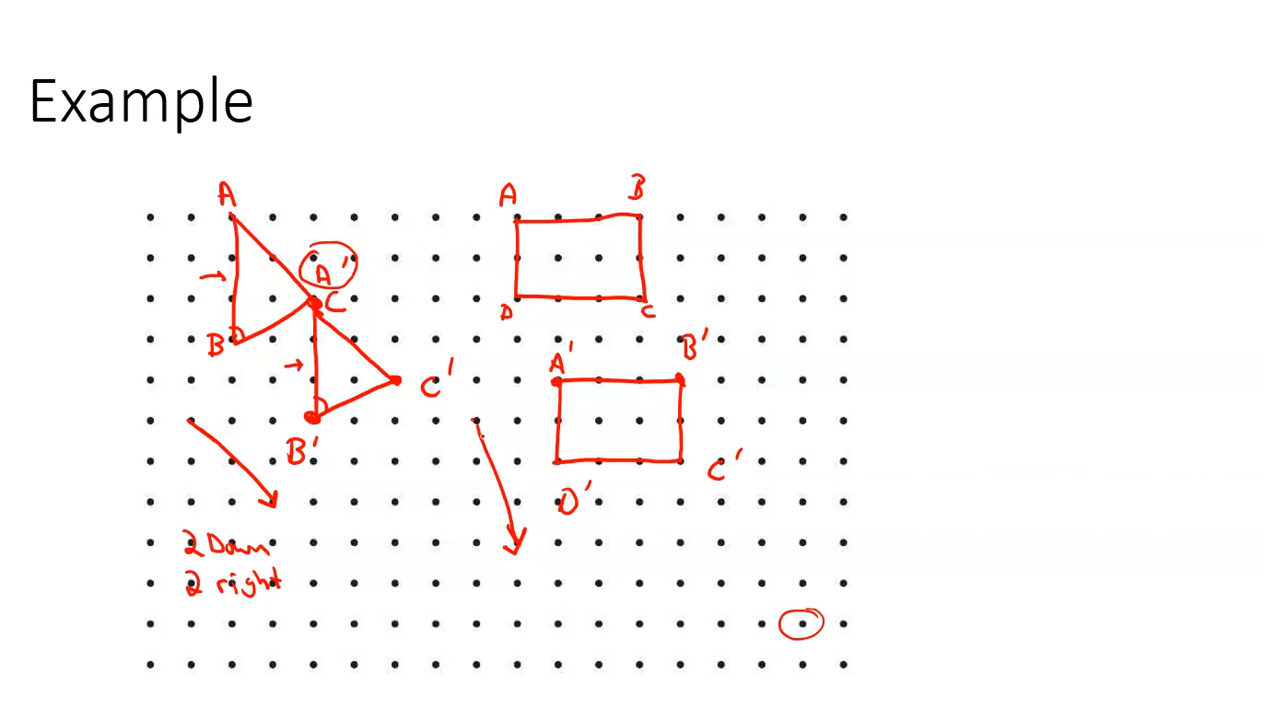 Example
A
A'
C
B
C'
B'
2 Down
2 right
A B
D C
A' B'
D' C'